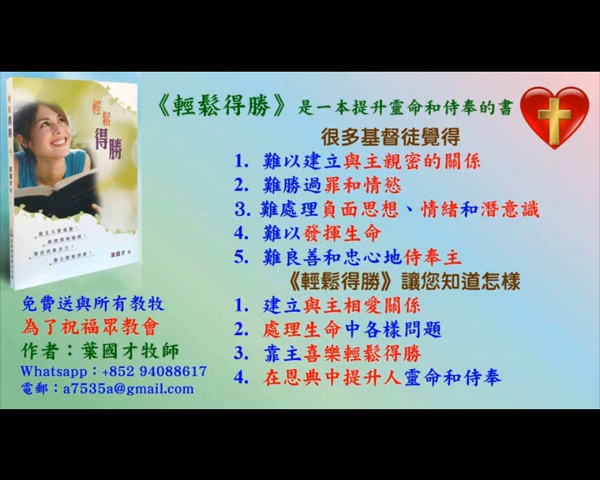 《輕鬆得勝》是一本提升靈命和侍奉的書
很多基督徒覺得
1. 難以建立與主親密的關係
2. 難勝過罪和情慾
3. 難處理負面思想、情緒和潛意識
4. 難以發揮生命
5. 難良善和忠心地侍奉主
《輕鬆得勝》讓您知道怎樣
1. 建立與主相愛關係
2. 處理生命中各樣問題
3. 靠主喜樂輕鬆得勝
4. 在恩典中提升人靈命和侍奉
輕鬆
得勝
輕鬆得勝
葉國才 著
免費送與所有教牧
為了祝福眾教會
作者：葉國才牧師
Whatsapp：+852 94088617
電郵：a7535a@gmail.com